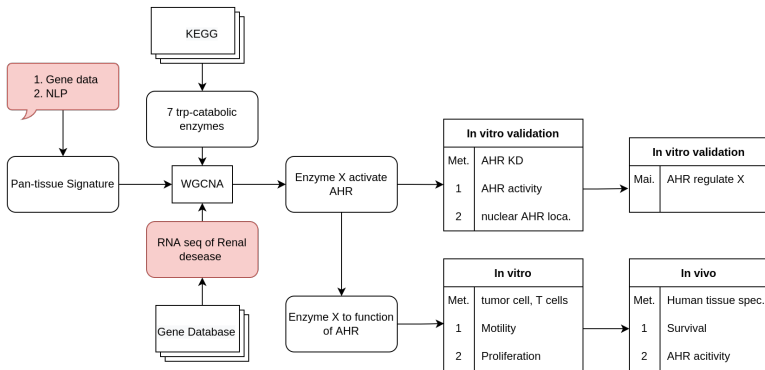 KEGG
1. Gene data
2. NLP
7 trp-catabolic
enzymes
Pan-tissue Signature
WGCNA
Enzyme X activate
AHR
In vitro validation
Met. AHR KD
1 AHR activity
2 nuclear AHR loca.
In vitro validation
Mai. AHR regulate X
RNA seq of Renal
desease
Gene Database
Enzyme X to function
of AHR
In vitro
Met. tumor cell, T cells
1 Motility
2 Proliferation
In vivo
Met. Human tissue spec.
1 Survival
2 AHR acitivity